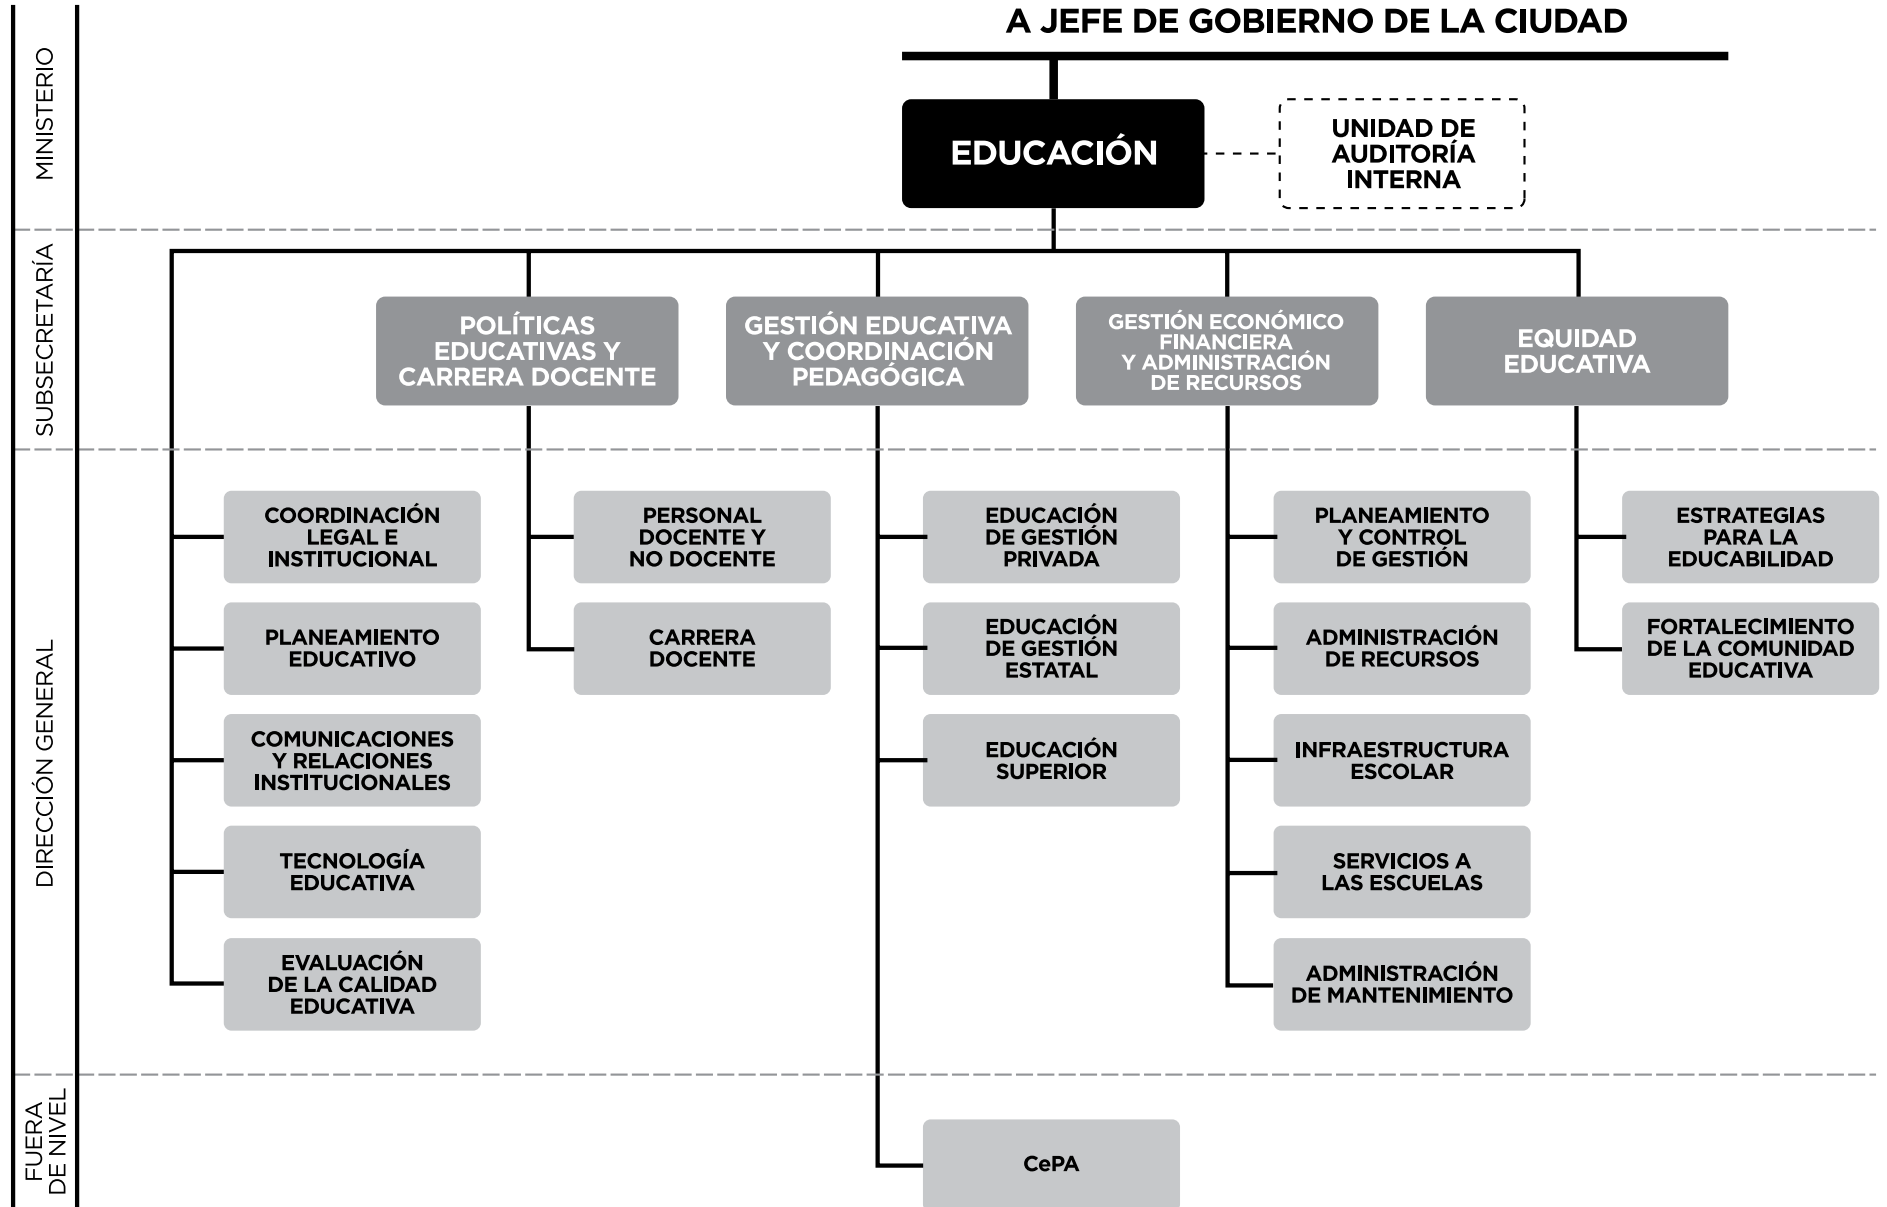 A JEFE DE GOBIERNO DE LA CIUDAD
MINISTERIO
EDUCACIÓN
UNIDAD DE
AUDITORÍA
INTERNA
SUBSECRETARÍA
POLÍTICAS
EDUCATIVAS Y
CARRERA DOCENTE
GESTIÓN EDUCATIVA
Y COORDINACIÓN
PEDAGÓGICA
GESTIÓN ECONÓMICO
FINANCIERA
Y ADMINISTRACIÓN
DE RECURSOS
EQUIDAD
EDUCATIVA
DIRECCIÓN GENERAL
COORDINACIÓN
LEGAL E
INSTITUCIONAL
PLANEAMIENTO
EDUCATIVO
COMUNICACIONES
Y RELACIONES
INSTITUCIONALES
TECNOLOGÍA
EDUCATIVA
EVALUACIÓN
DE LA CALIDAD
EDUCATIVA
PERSONAL
DOCENTE Y
NO DOCENTE
CARRERA
DOCENTE
EDUCACIÓN
DE GESTIÓN
PRIVADA
EDUCACIÓN
DE GESTIÓN
ESTATAL
EDUCACIÓN
SUPERIOR
PLANEAMIENTO
Y CONTROL
DE GESTIÓN
ADMINISTRACIÓN
DE RECURSOS
INFRAESTRUCTURA
ESCOLAR
SERVICIOS A
LAS ESCUELAS
ADMINISTRACIÓN
DE MANTENIMIENTO
ESTRATEGIAS
PARA LA
EDUCABILIDAD
FORTALECIMIENTO
DE LA COMUNIDAD
EDUCATIVA
FUERA
DE NIVEL
CePA